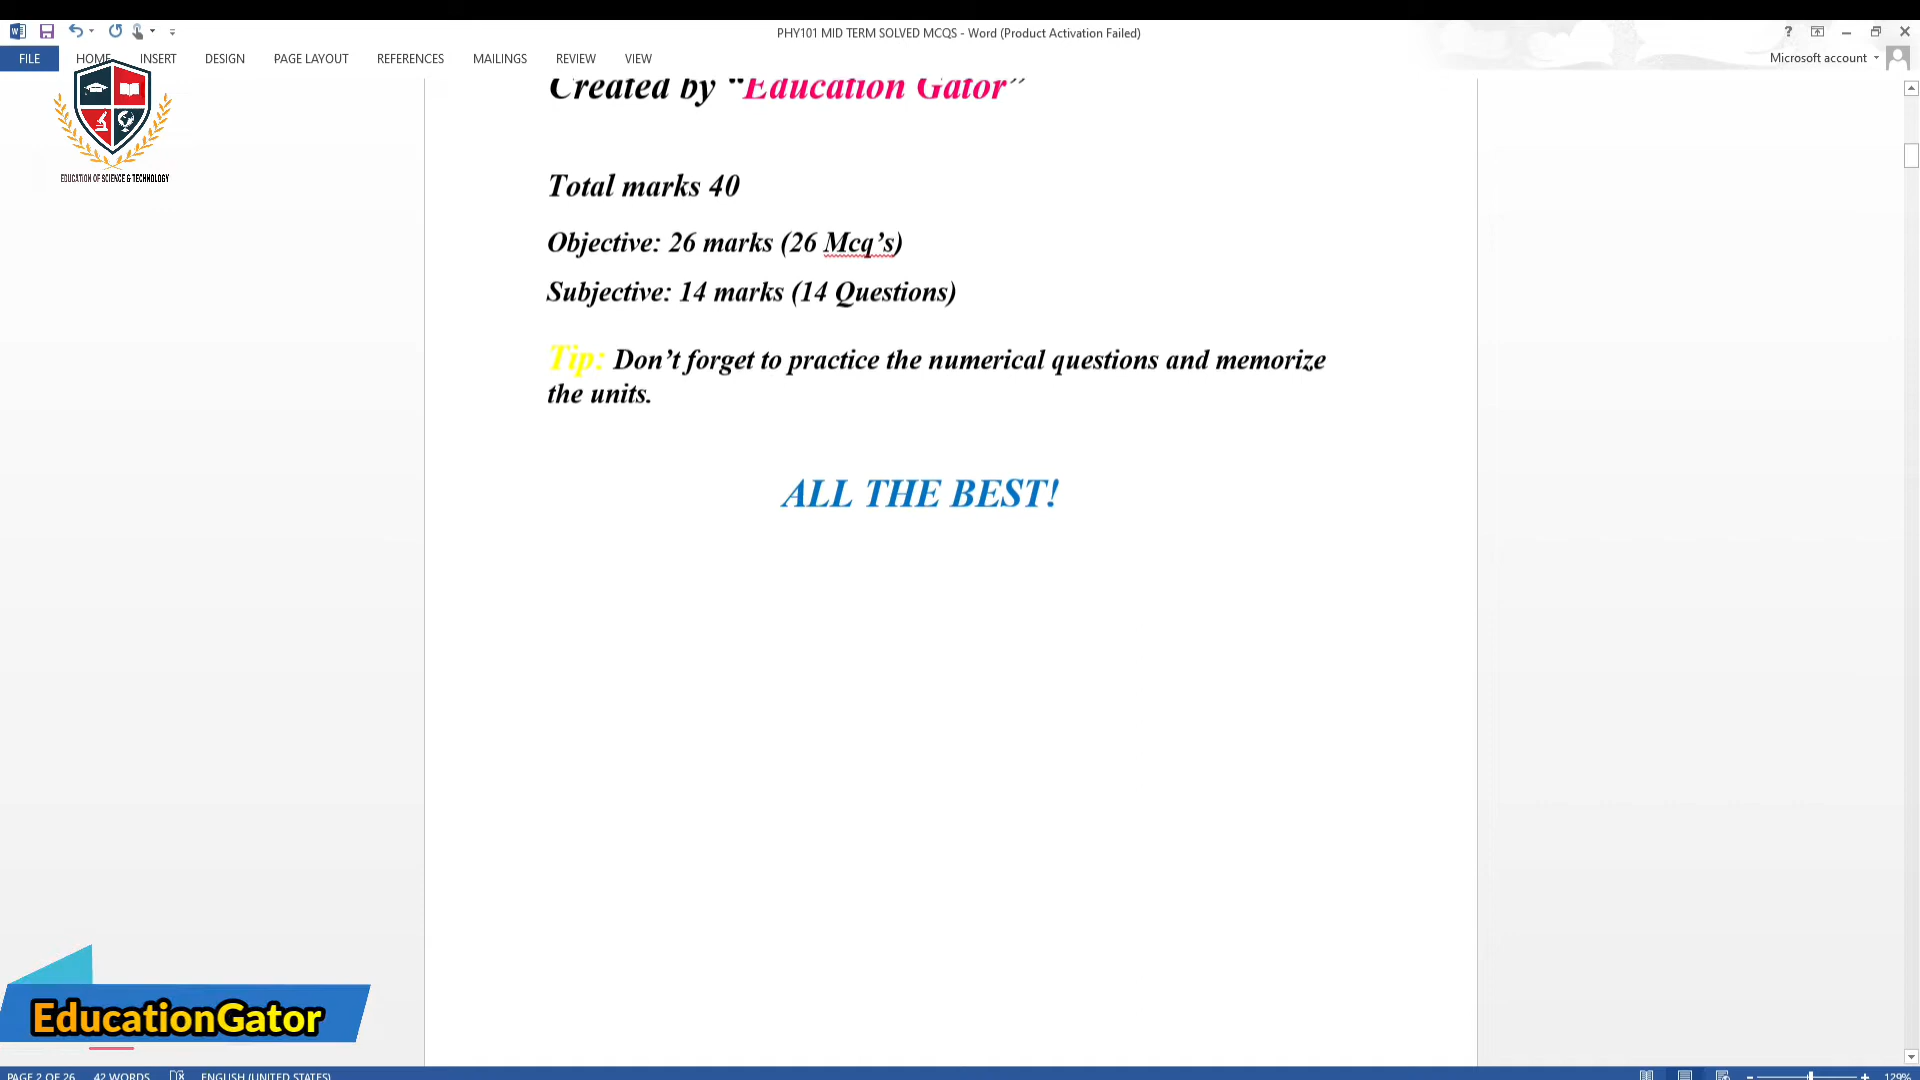 PHY101 MID TERM SOLVED MCQS - Word (Product Activation Failed)
?
FILE HOME INSERT DESIGN PAGE LAYOUT REFERENCES MAILINGS REVIEW VIEW Microsoft account
EDUCATION OF SCIENCE & TECHNOLOGY
Created by “Education Gator”
Total marks 40
Objective: 26 marks (26 Mcq’s)
Subjective: 14 marks (14 Questions)
Tip: Don’t forget to practice the numerical questions and memorize
the units.
ALL THE BEST!
EducationGator
PAGE 2 OF 26 42 WORDS ENGLISH (UNITED STATES) 129%